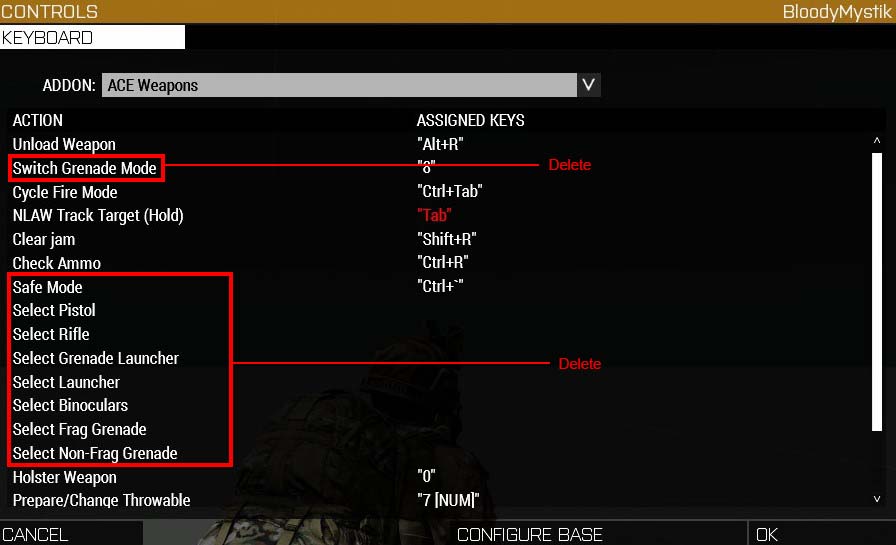 CONTROLS BloodyMystik
KEYBOARD
ADDON: ACE Weapons V
ACTION ASSIGNED KEYS
Unload Weapon "Alt+R"
Switch Grenade Mode "8" Delete
Cycle Fire Mode "Ctrl+Tab"
NLAW Track Target (Hold) "Tab"
Clear jam "Shift+R"
Check Ammo "Ctrl+R"
Safe Mode "Ctrl+`"
Select Pistol
Select Rifle
Select Grenade Launcher Delete
Select Launcher
Select Binoculars
Select Frag Grenade
Select Non-Frag Grenade
Holster Weapon "0"
Prepare/Change Throwable "7 [NUM]"
CANCEL CONFIGURE BASE OK